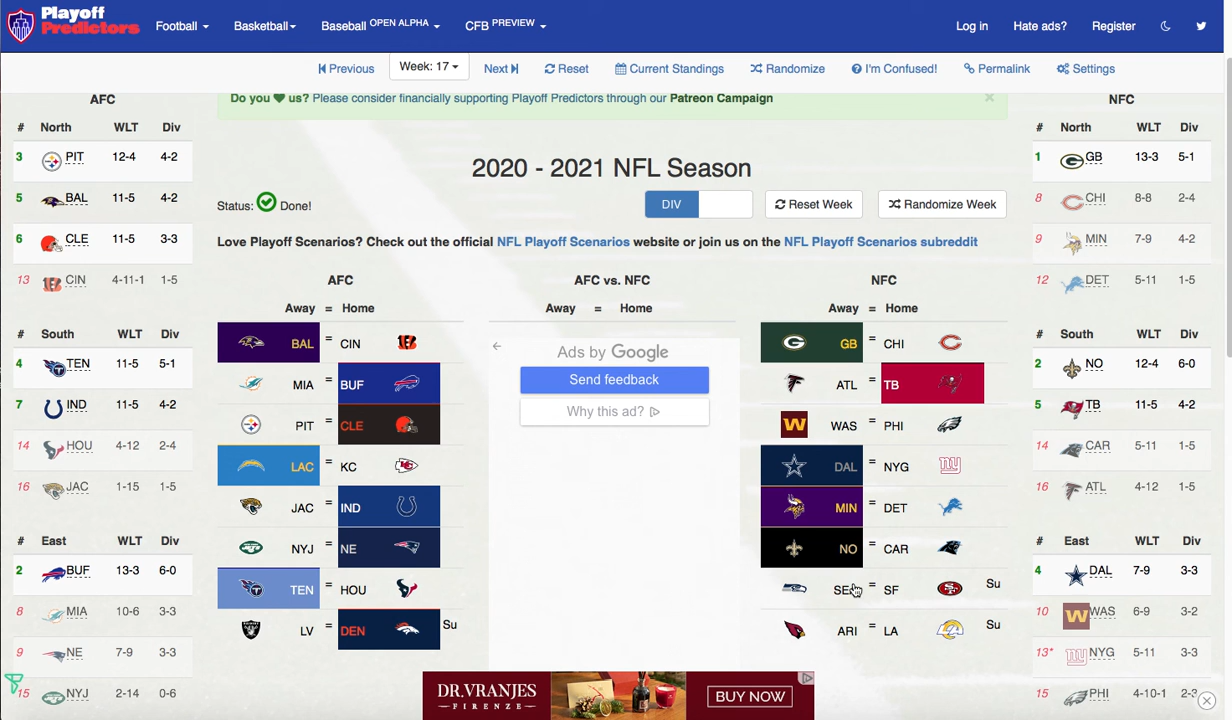 Playoff
Predictors
Football
Basketball
Baseball OPEN ALPHA
CFB PREVIEW
Log in
Hate ads?
Register
Previous
Week: 17
Next
Reset
Current Standings
Randomize
I'm Confused!
Permalink
Settings
Do you ♥ us? Please consider financially supporting Playoff Predictors through our Patreon Campaign
×
AFC
# North WLT Div
3 PIT 12-4 4-2
5 BAL 11-5 4-2
6 CLE 11-5 3-3
13 CIN 4-11-1 1-5
# South WLT Div
4 TEN 11-5 5-1
7 IND 11-5 4-2
14 HOU 4-12 2-4
16 JAC 1-15 1-5
# East WLT Div
2 BUF 13-3 6-0
8 MIA 10-6 3-3
9 NE 7-9 3-3
15 NYJ 2-14 0-6
2020 - 2021 NFL Season
Status: Done!
DIV
Reset Week
Randomize Week
Love Playoff Scenarios? Check out the official NFL Playoff Scenarios website or join us on the NFL Playoff Scenarios subreddit
AFC
Away = Home
BAL = CIN
MIA = BUF
PIT = CLE
LAC = KC
JAC = IND
NYJ = NE
TEN = HOU
LV = DEN Su
AFC vs. NFC
Away = Home
Ads by Google
Send feedback
Why this ad?
NFC
Away = Home
GB = CHI
ATL = TB
WAS = PHI
DAL = NYG
MIN = DET
NO = CAR
SEA = SF Su
ARI = LA Su
NFC
# North WLT Div
1 GB 13-3 5-1
8 CHI 8-8 2-4
9 MIN 7-9 4-2
12 DET 5-11 1-5
# South WLT Div
2 NO 12-4 6-0
5 TB 11-5 4-2
14 CAR 5-11 1-5
16 ATL 4-12 1-5
# East WLT Div
4 DAL 7-9 3-3
10 WAS 6-9 3-2
13* NYG 5-11 3-3
15 PHI 4-10-1 2-3
DR.VRANJES
FIRENZE
BUY NOW